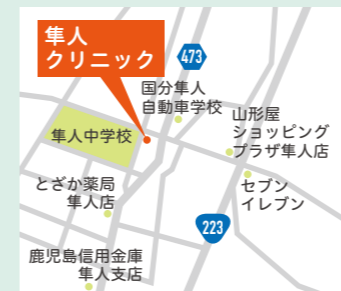 隼人
クリニック
473
国分隼人
自動車学校
山形屋
ショッピング
プラザ隼人店
隼人中学校
とざか薬局
隼人店
セブン
イレブン
223
鹿児島信用金庫
隼人支店